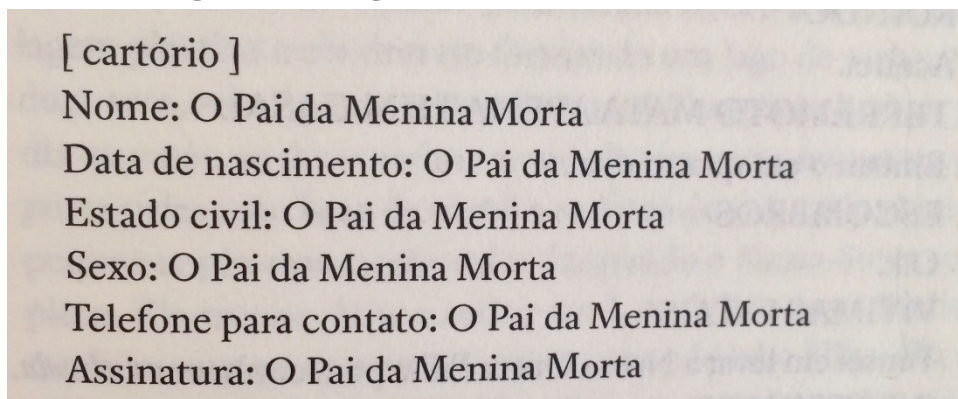 [ cartório ]
Nome: O Pai da Menina Morta
Data de nascimento: O Pai da Menina Morta
Estado civil: O Pai da Menina Morta
Sexo: O Pai da Menina Morta
Telefone para contato: O Pai da Menina Morta
Assinatura: O Pai da Menina Morta